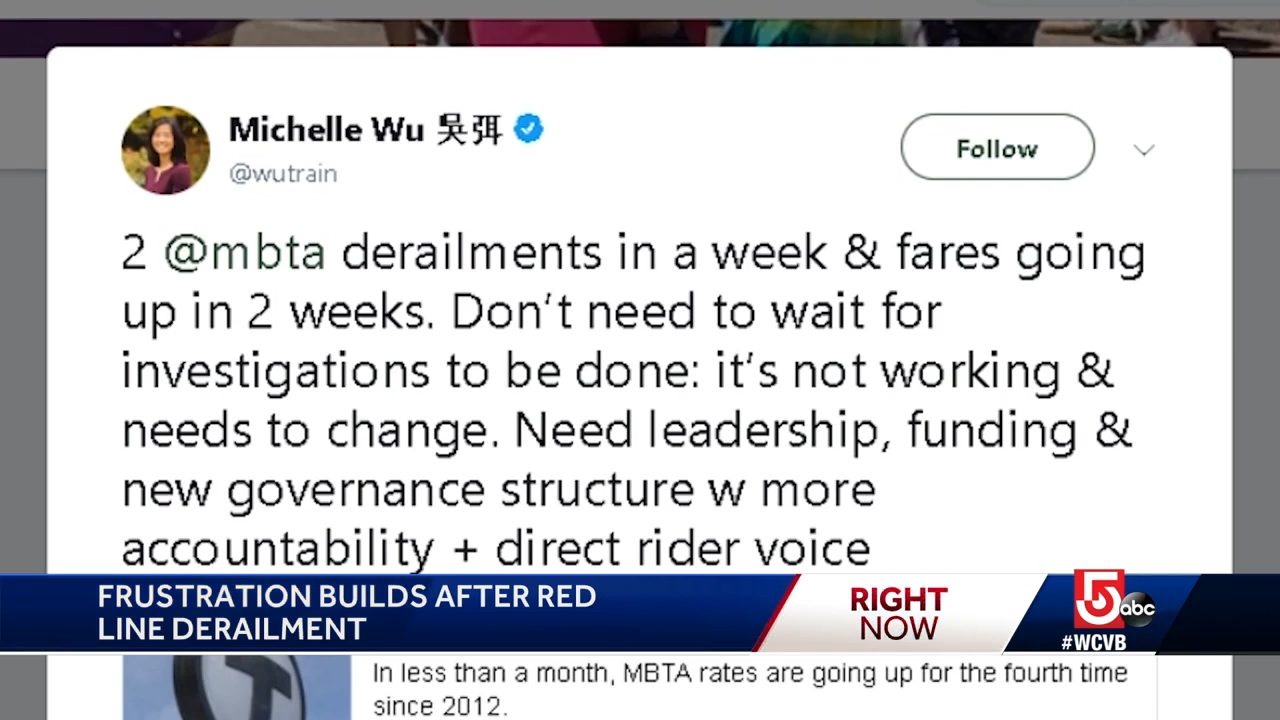 Michelle Wu 吳弭
@wutrain
Follow
2 @mbta derailments in a week & fares going
up in 2 weeks. Don't need to wait for
investigations to be done: it's not working &
needs to change. Need leadership, funding &
new governance structure w more
accountability + direct rider voice
FRUSTRATION BUILDS AFTER RED
LINE DERAILMENT
RIGHT
NOW
5
abc
#WCVB
T
In less than a month, MBTA rates are going up for the fourth time
since 2012.